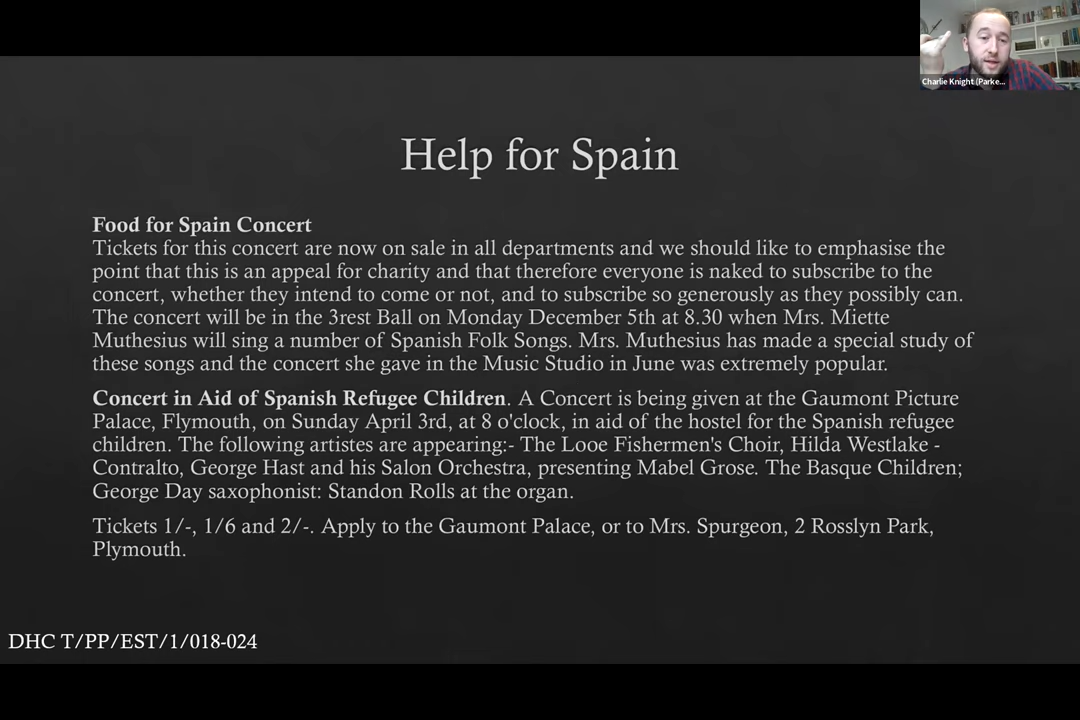 Charlie Knight (Parke...
Help for Spain
Food for Spain Concert
Tickets for this concert are now on sale in all departments and we should like to emphasise the
point that this is an appeal for charity and that therefore everyone is naked to subscribe to the
concert, whether they intend to come or not, and to subscribe so generously as they possibly can.
The concert will be in the 3rest Ball on Monday December 5th at 8.30 when Mrs. Miette
Muthesius will sing a number of Spanish Folk Songs. Mrs. Muthesius has made a special study of
these songs and the concert she gave in the Music Studio in June was extremely popular.
Concert in Aid of Spanish Refugee Children. A Concert is being given at the Gaumont Picture
Palace, Flymouth, on Sunday April 3rd, at 8 o'clock, in aid of the hostel for the Spanish refugee
children. The following artistes are appearing:- The Looe Fishermen's Choir, Hilda Westlake -
Contralto, George Hast and his Salon Orchestra, presenting Mabel Grose. The Basque Children;
George Day saxophonist: Standon Rolls at the organ.
Tickets 1/-, 1/6 and 2/-. Apply to the Gaumont Palace, or to Mrs. Spurgeon, 2 Rosslyn Park,
Plymouth.
DHC T/PP/EST/1/018-024